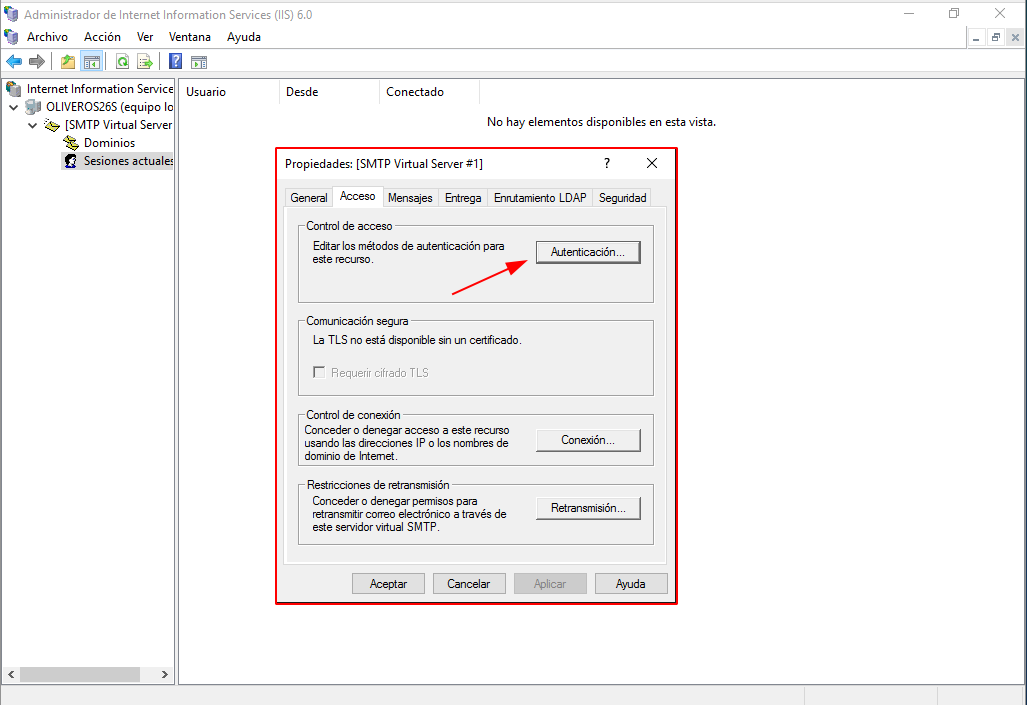 Administrador de Internet Information Services (IIS) 6.0
Archivo Acción Ver Ventana Ayuda
Internet Information Service
OLIVEROS26S (equipo lo
[SMTP Virtual Server
Dominios
Sesiones actuales
Usuario Desde Conectado
No hay elementos disponibles en esta vista.
Propiedades: [SMTP Virtual Server #1]
General Acceso Mensajes Entrega Enrutamiento LDAP Seguridad
Control de acceso
Editar los métodos de autenticación para
este recurso.
Autenticación...
Comunicación segura
La TLS no está disponible sin un certificado.
Requerir cifrado TLS
Control de conexión
Conceder o denegar acceso a este recurso
usando las direcciones IP o los nombres de
dominio de Internet.
Conexión...
Restricciones de retransmisión
Conceder o denegar permisos para
retransmitir correo electrónico a través de
este servidor virtual SMTP.
Retransmisión...
Aceptar Cancelar Aplicar Ayuda